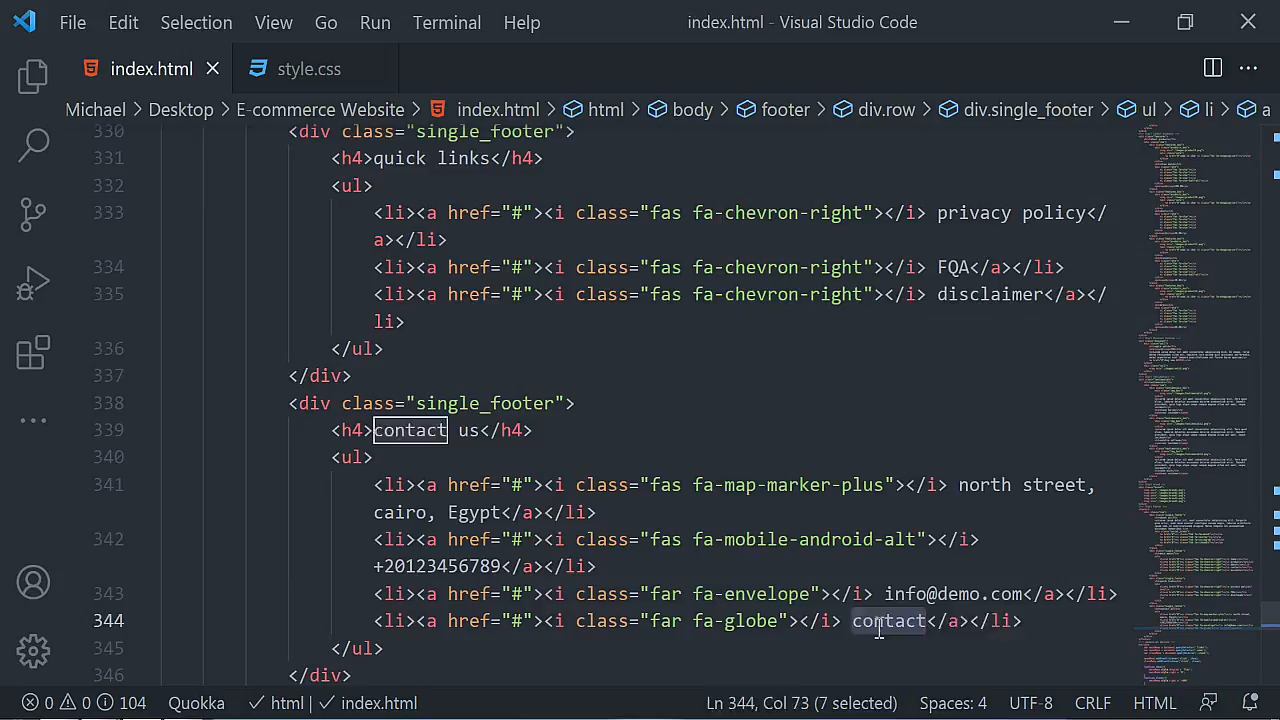 File Edit Selection View Go Run Terminal Help index.html - Visual Studio Code
index.html style.css
Michael > Desktop > E-commerce Website > index.html > html > body > footer > div.row > div.single_footer > ul > li > a
330 <div class="single_footer">
331 <h4>quick links</h4>
332 <ul>
333 <li><a href="#"><i class="fas fa-chevron-right"></i> privacy policy</
a></li>
334 <li><a href="#"><i class="fas fa-chevron-right"></i> FQA</a></li>
335 <li><a href="#"><i class="fas fa-chevron-right"></i> disclaimer</a></
li>
336 </ul>
337 </div>
338 <div class="single_footer">
339 <h4>contact us</h4>
340 <ul>
341 <li><a href="#"><i class="fas fa-map-marker-plus"></i> north street,
cairo, Egypt</a></li>
342 <li><a href="#"><i class="fas fa-mobile-android-alt"></i>
+20123456789</a></li>
343 <li><a href="#"><i class="far fa-envelope"></i> info@demo.com</a></li>
344 <li><a href="#"><i class="far fa-globe"></i> contact</a></li>
345 </ul>
346 </div>
0 0 104 Quokka html index.html Ln 344, Col 73 (7 selected) Spaces: 4 UTF-8 CRLF HTML